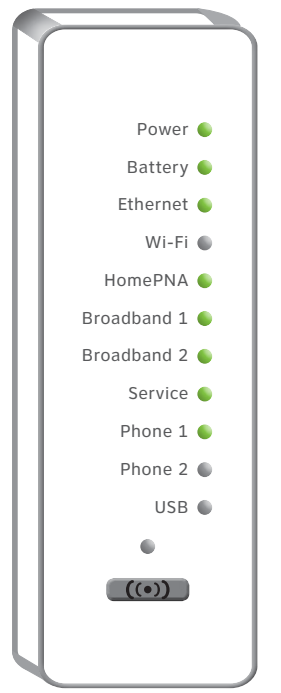 Power
Battery
Ethernet
Wi-Fi
HomePNA
Broadband 1
Broadband 2
Service
Phone 1
Phone 2
USB